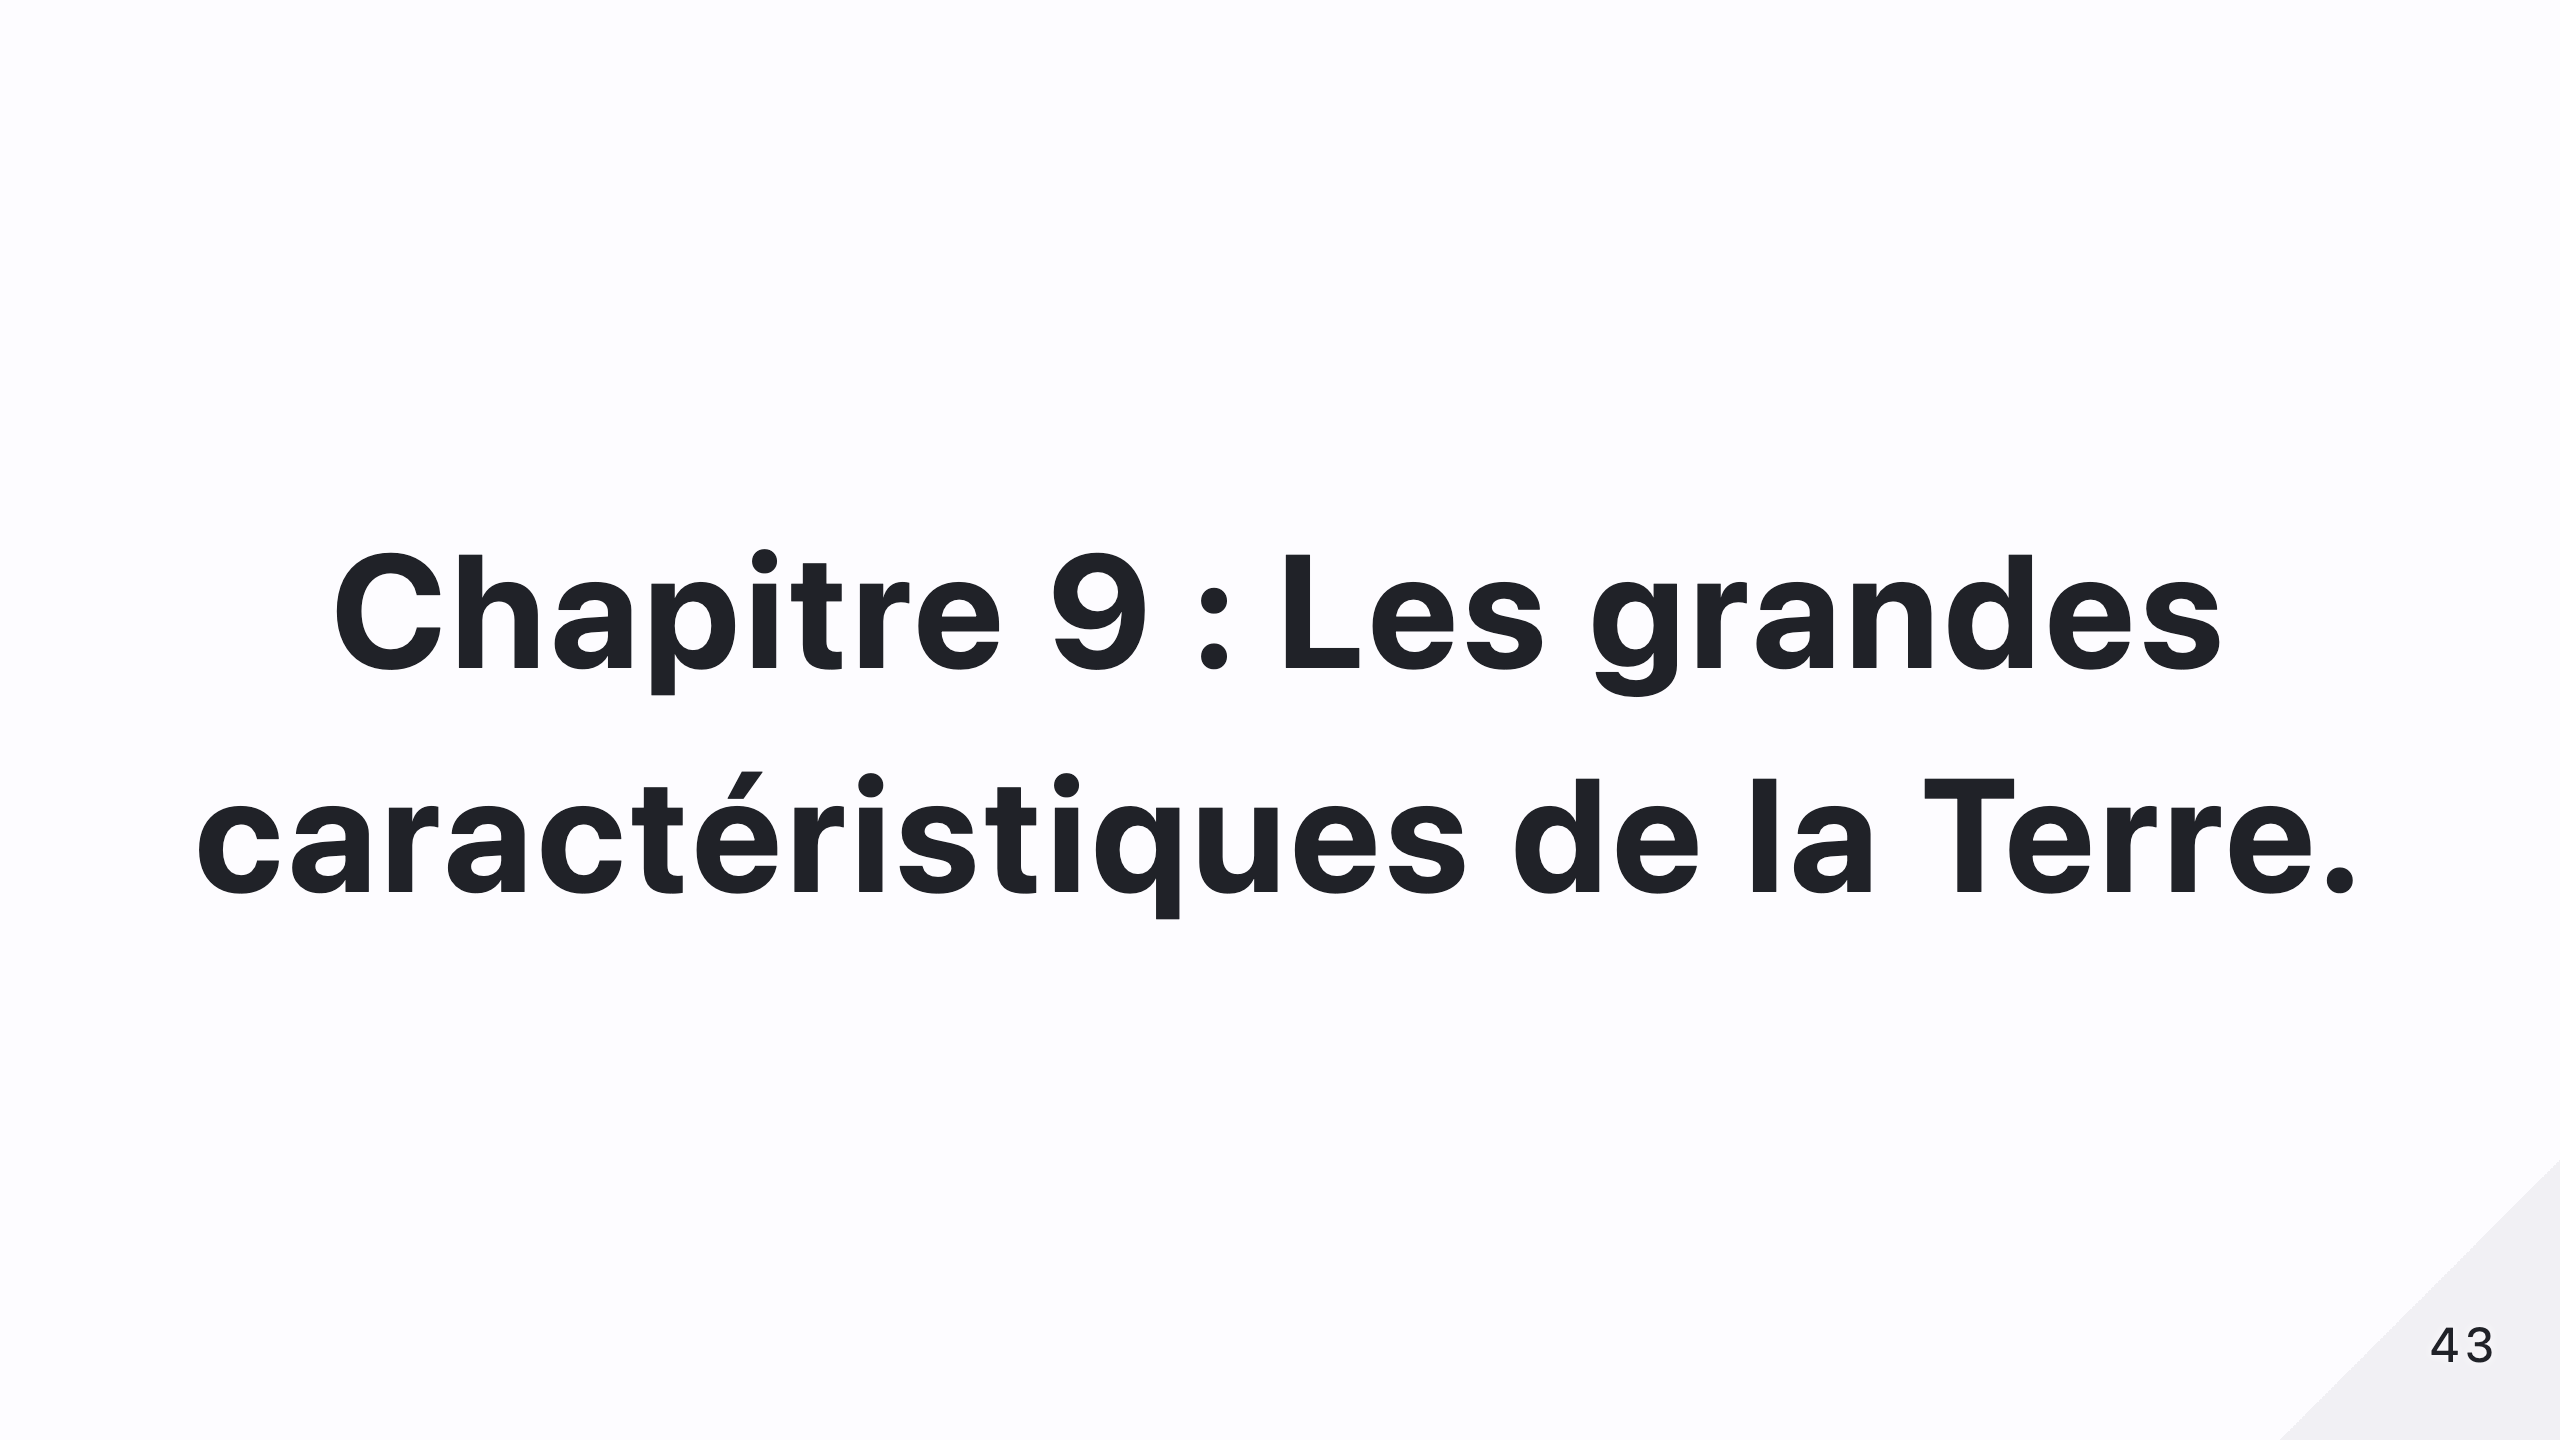 Chapitre 9 : Les grandes
caractéristiques de la Terre.
43